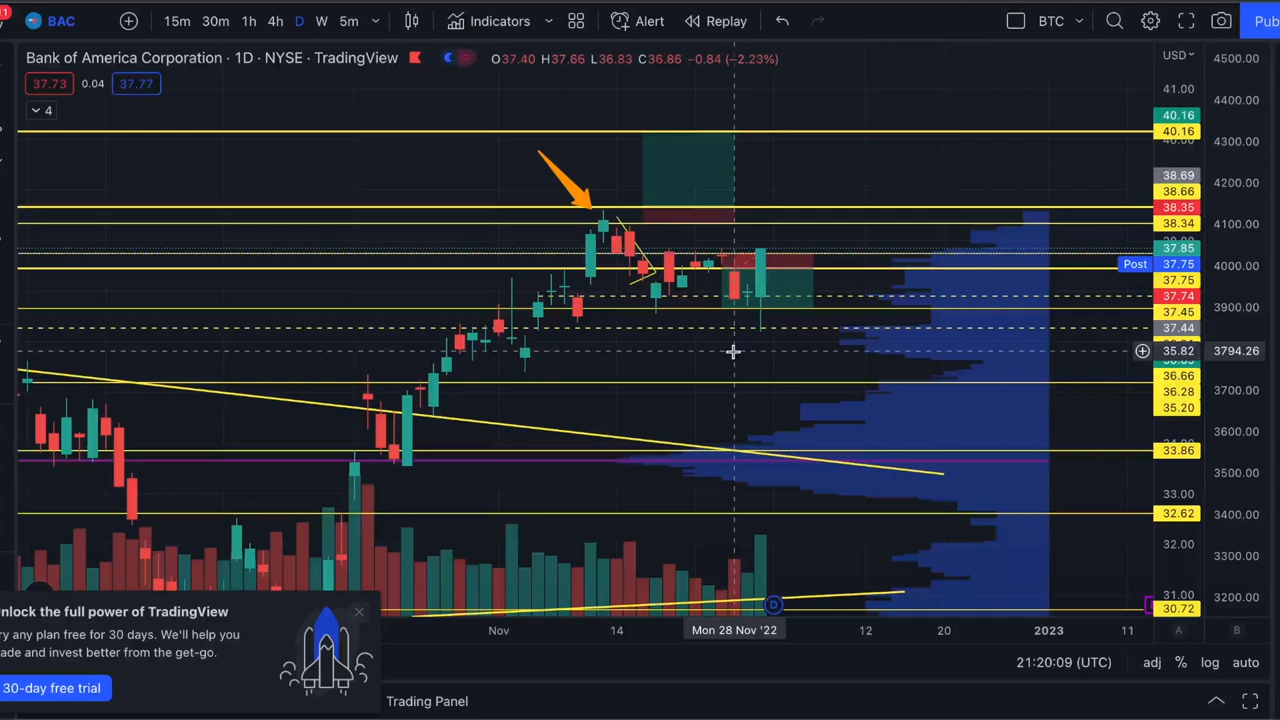 11
BAC
15m 30m 1h 4h D W 5m
Indicators
Alert
Replay
BTC
Pub
Bank of America Corporation · 1D · NYSE · TradingView
O37.40 H37.66 L36.83 C36.86 −0.84 (−2.23%)
USD
37.73 0.04 37.77
4
41.00
40.16
40.16
38.69
38.66
38.35
38.34
37.85
Post 37.75
37.75
37.74
37.45
37.44
35.82
36.66
36.28
35.20
33.86
33.00
32.62
32.00
31.00
30.72
4500.00
4400.00
4300.00
4200.00
4100.00
4000.00
3900.00
3794.26
3700.00
3600.00
3500.00
3400.00
3300.00
3200.00
D
Nov 14 Mon 28 Nov '22 12 20 2023 11 A B
nlock the full power of TradingView
ry any plan free for 30 days. We'll help you
ade and invest better from the get-go.
30-day free trial
21:20:09 (UTC) adj % log auto
Trading Panel